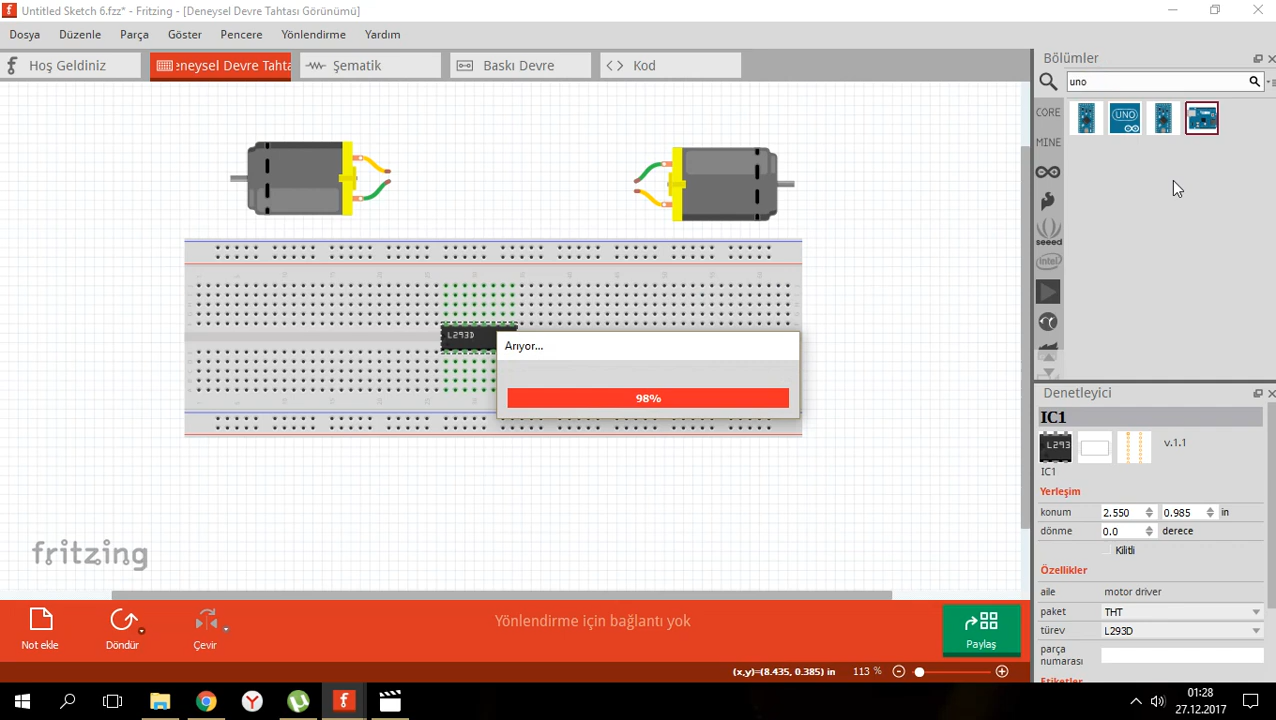 Untitled Sketch 6.fzz* - Fritzing - [Deneysel Devre Tahtası Görünümü]
Dosya Düzenle Parça Göster Pencere Yönlendirme Yardım
Hoş Geldiniz
eneysel Devre Tahta
Şematik
Baskı Devre
Kod
Bölümler
uno
CORE
MINE
UNO
seeed
intel
L293D
Arıyor...
98%
Denetleyici
IC1
L293
v.1.1
IC1
Yerleşim
konum 2.550 0.985 in
dönme 0.0 derece
Kilitli
Özellikler
aile motor driver
paket THT
türev L293D
parça numarası
Etiketler
fritzing
Not ekle
Döndür
Çevir
Yönlendirme için bağlantı yok
Paylaş
(x,y)=(8.435, 0.385) in 113 %
01:28
27.12.2017